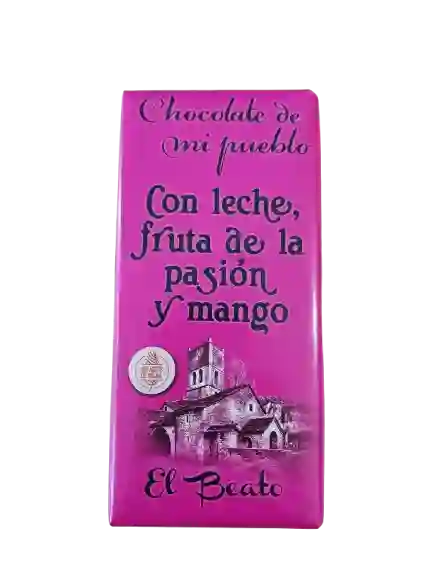 Chocolate de
mi pueblo
Con leche,
fruta de la
pasión
y mango
El Beato